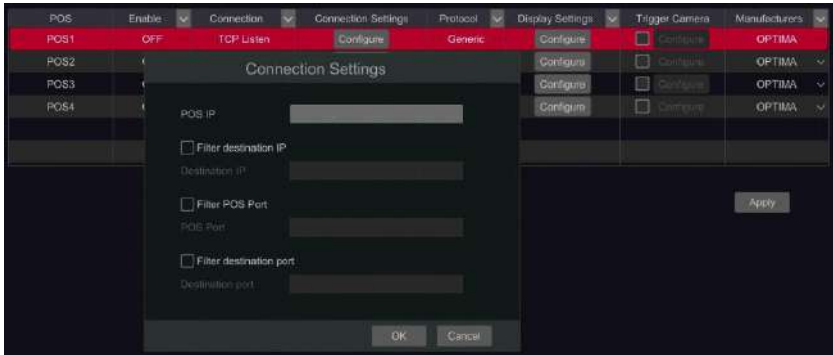 POS Enable Connection Connection Settings Protocol Display Settings Trigger Camera Manufacturers
POS1 OFF TCP Listen Configure Generic Configure Configure OPTIMA
POS2 Configure Configure OPTIMA
POS3 Configure Configure OPTIMA
POS4 Configure Configure OPTIMA
Connection Settings
POS IP
Filter destination IP
Destination IP
Filter POS Port
POS Port
Filter destination port
Destination port
Apply
OK Cancel